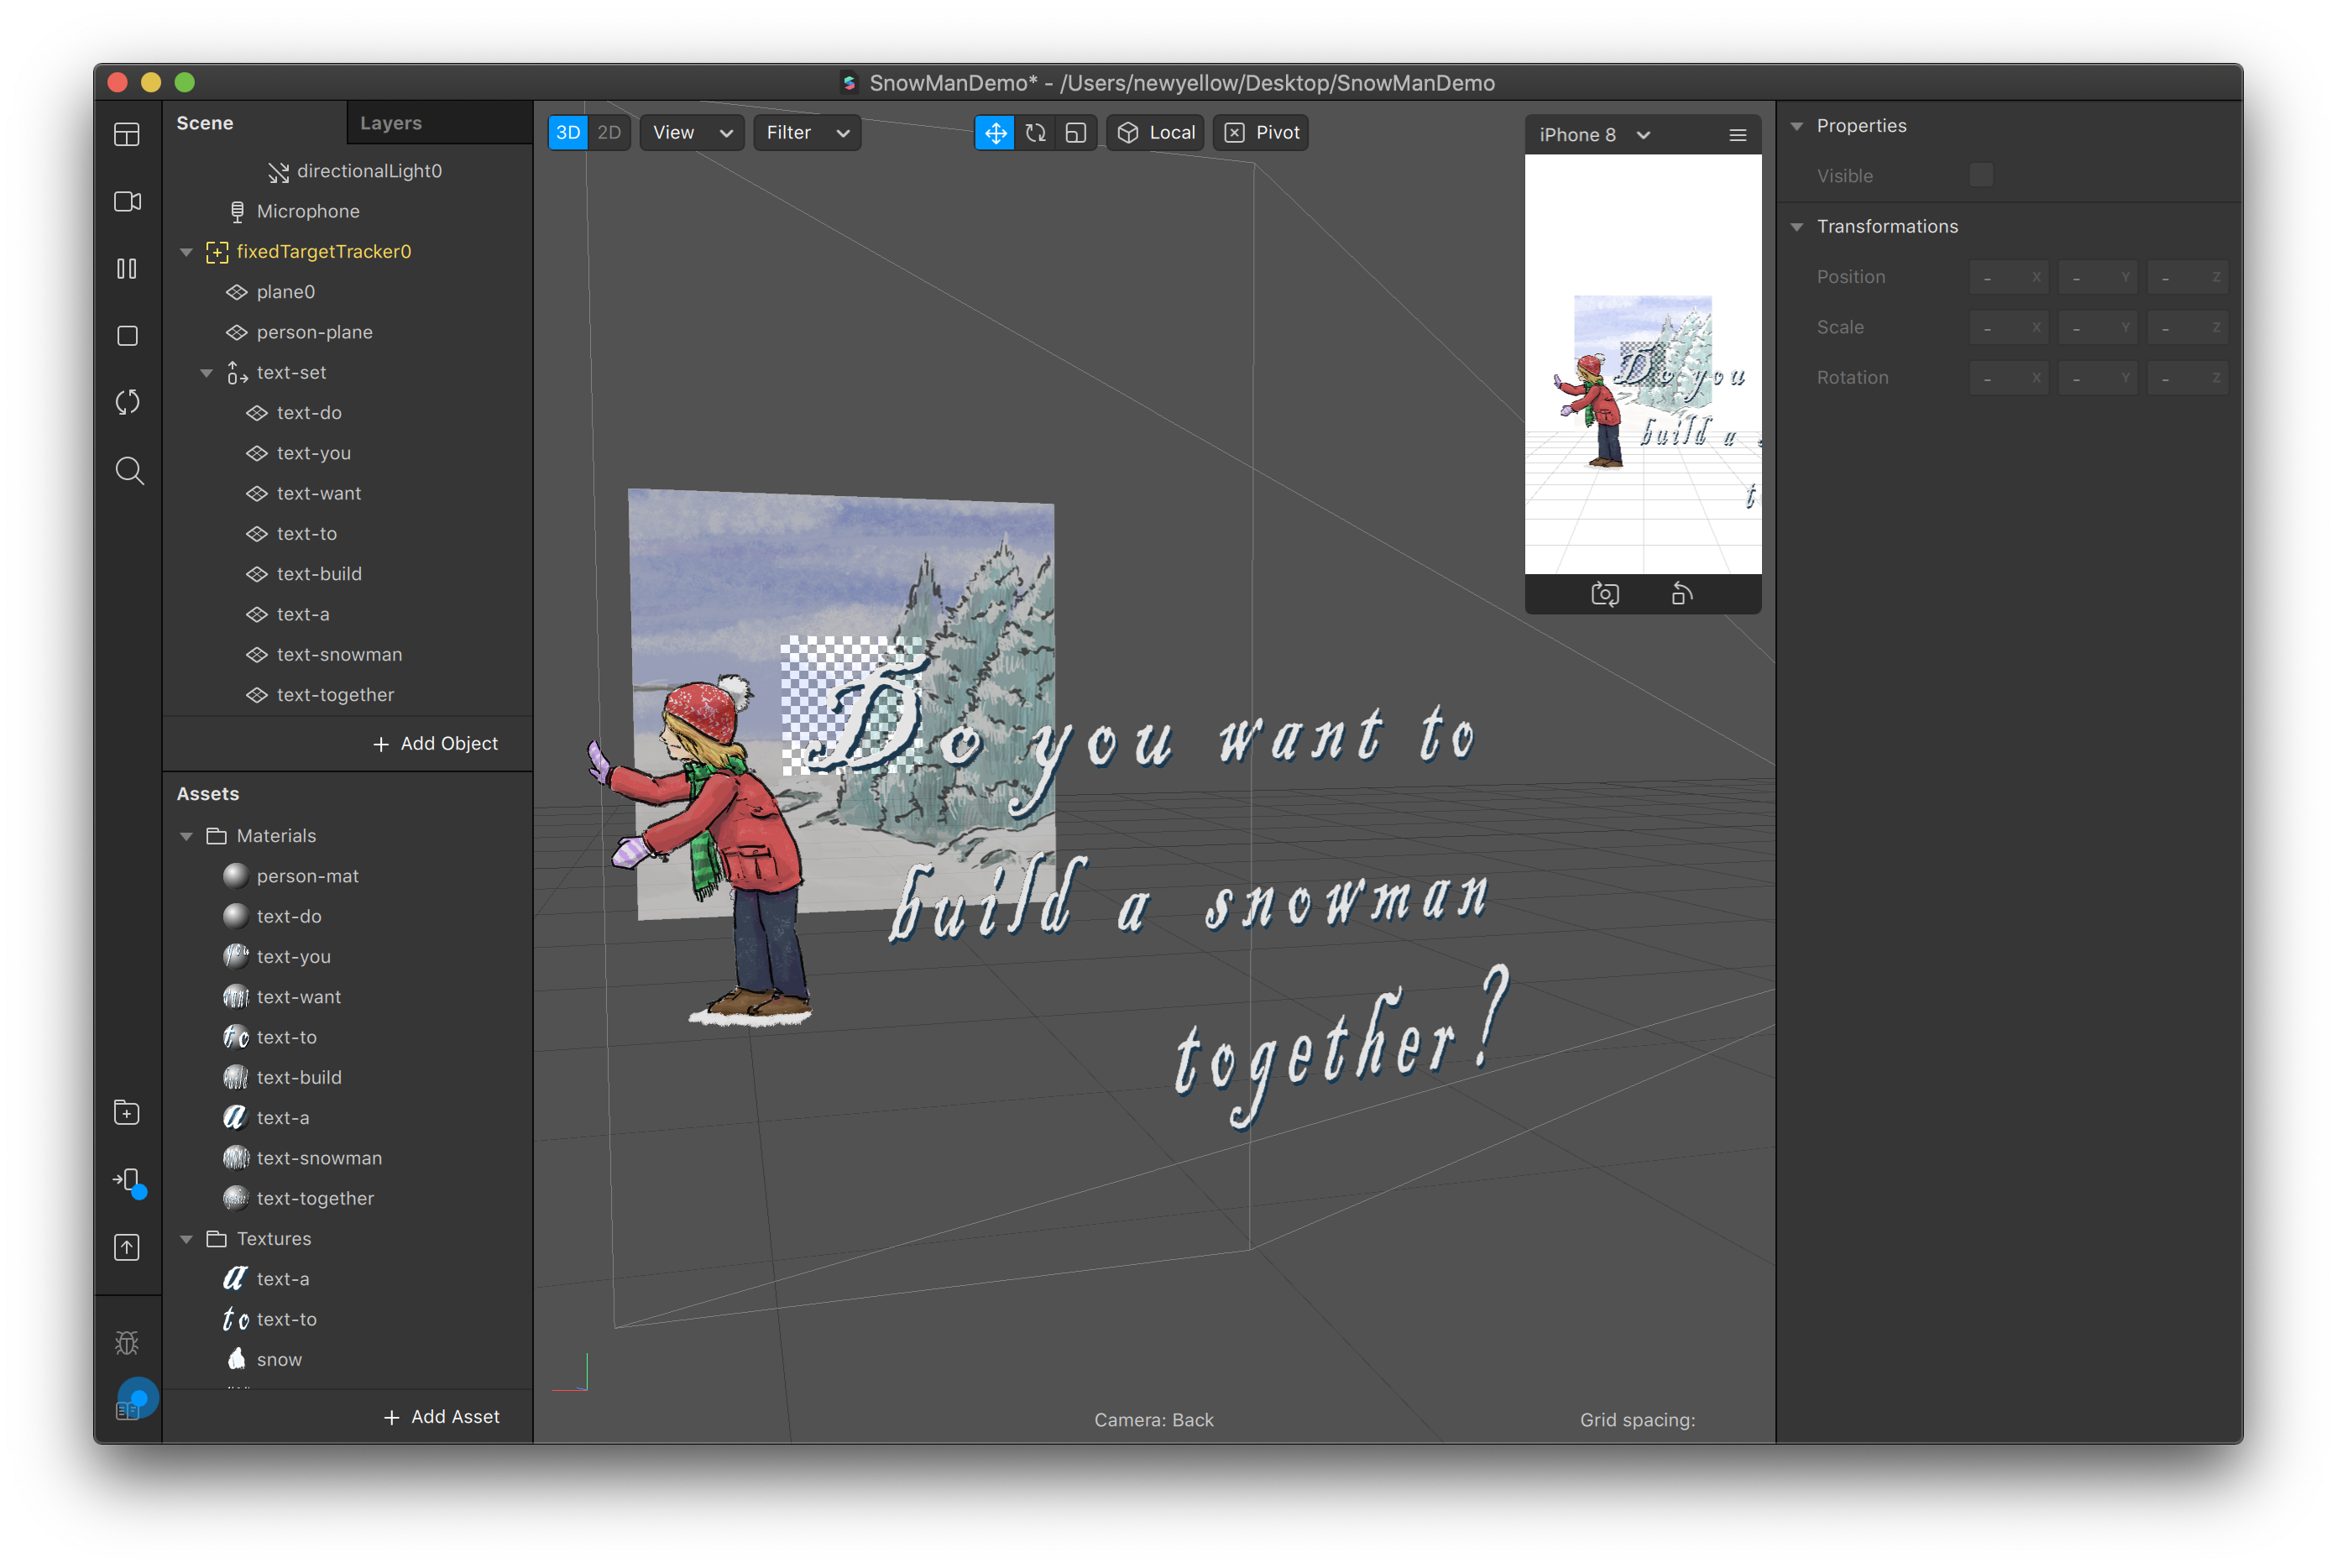 SnowManDemo* - /Users/newyellow/Desktop/SnowManDemo
Scene
Layers
directionalLight0
Microphone
fixedTargetTracker0
plane0
person-plane
text-set
text-do
text-you
text-want
text-to
text-build
text-a
text-snowman
text-together
+ Add Object
Assets
Materials
person-mat
text-do
text-you
text-want
text-to
text-build
text-a
text-snowman
text-together
Textures
a text-a
to text-to
snow
+ Add Asset
3D 2D View Filter Local Pivot
Do you want to
build a snowman
together?
Camera: Back
Grid spacing:
iPhone 8
Do you
build a
t
Properties
Visible
Transformations
Position - X - Y - Z
Scale - X - Y - Z
Rotation - X - Y - Z